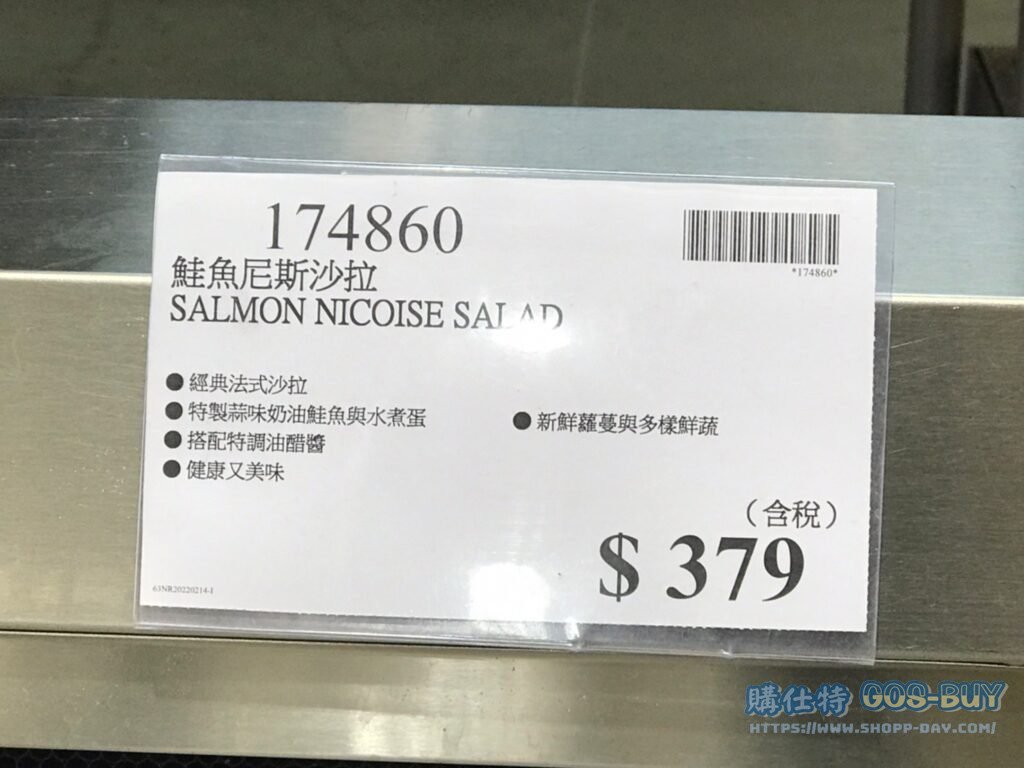 174860
*174860*
鮭魚尼斯沙拉
SALMON NICOISE SALAD
●經典法式沙拉
●特製蒜味奶油鮭魚與水煮蛋
●新鮮蘿蔓與多樣鮮蔬
●搭配特調油醋醬
●健康又美味
（含稅）
$ 379
63NR20220214-1
購仕特 GOS-BUY
HTTPS://WWW.SHOPP-DAY.COM/